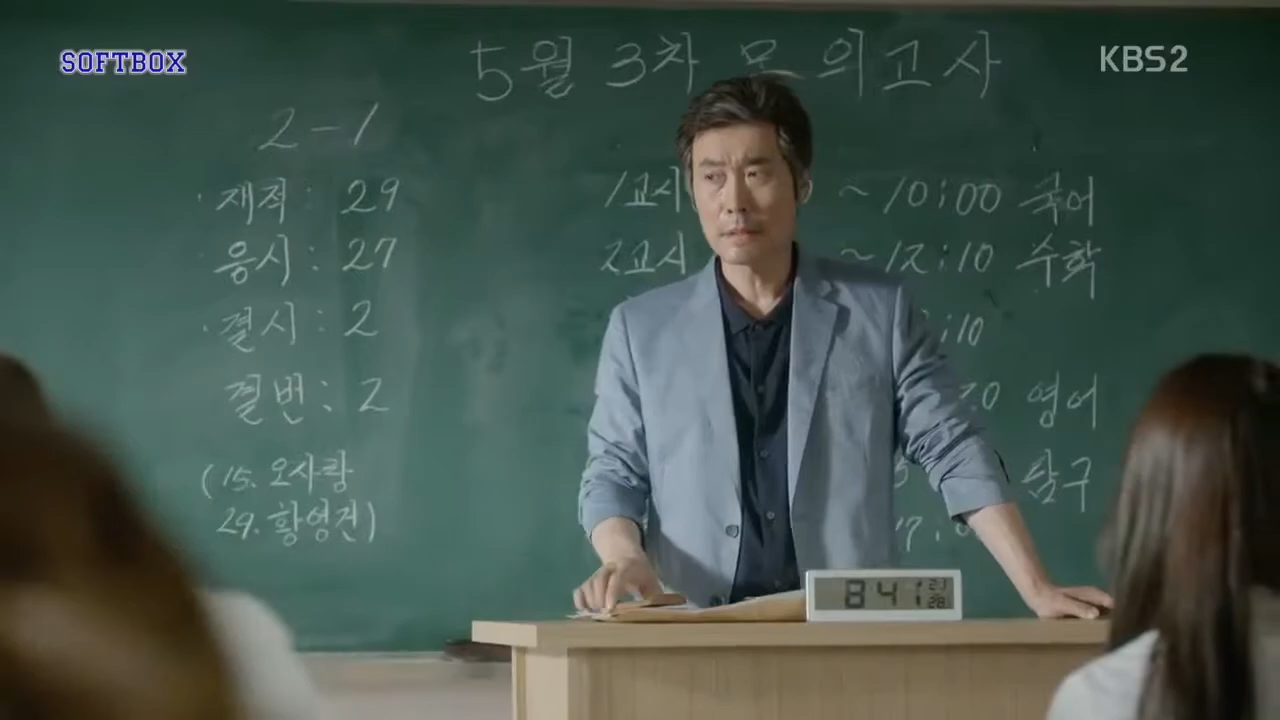 SOFTBOX
KBS2
5월 3차 모의고사
2-1
· 재적 : 29
· 응시 : 27
· 결시 : 2
결번 : 2
(15. 오사랑
29. 황영건)
1교시 ~10:00 국어
2교시 ~12:10 수학
:10
영어
탐구
841